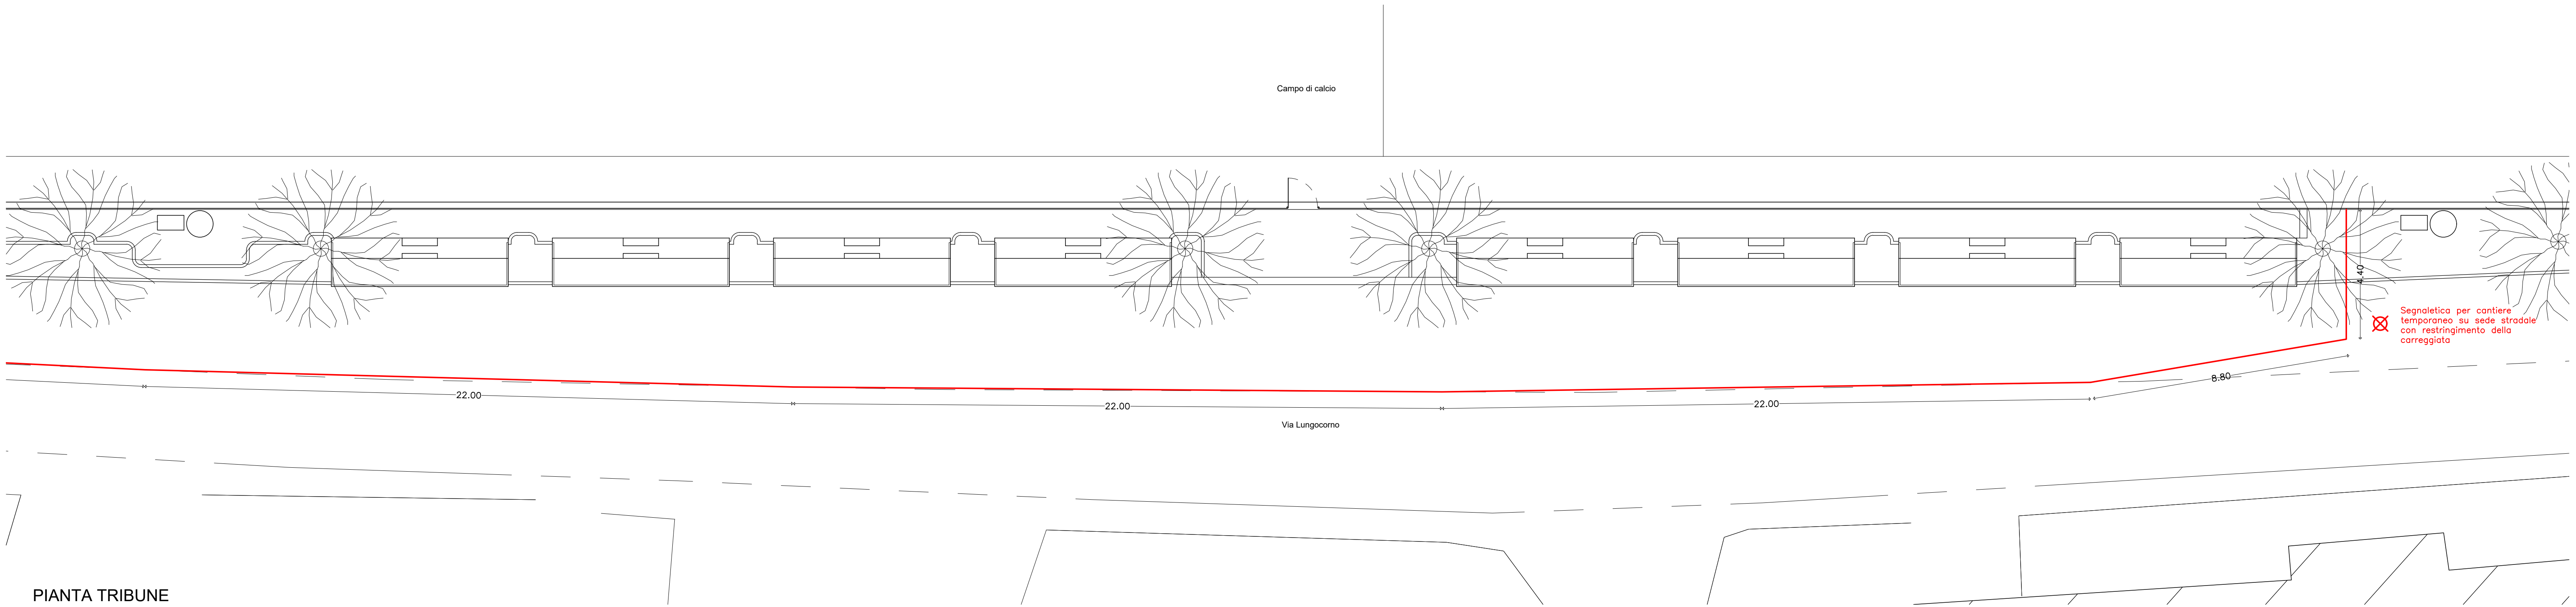 Campo di calcio
4.40
Segnaletica per cantiere
temporaneo su sede stradale
con restringimento della
carreggiata
8.80
22.00
22.00
22.00
Via Lungocorno
PIANTA TRIBUNE